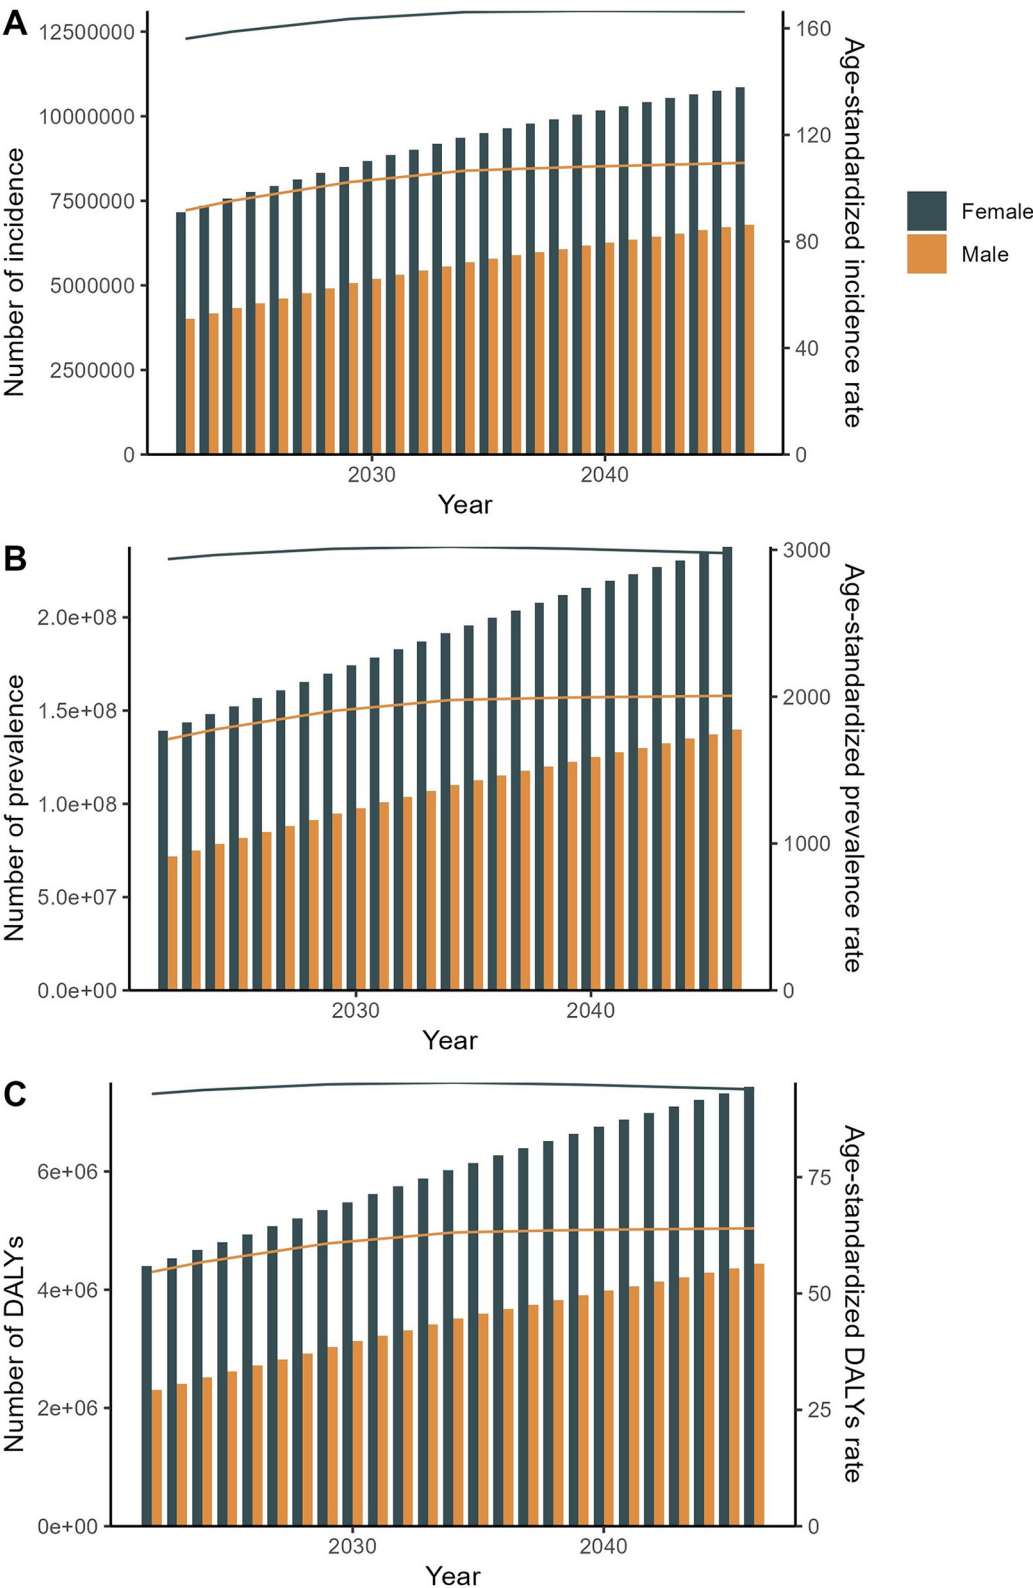 A
12500000
10000000
7500000
5000000
2500000
0
Number of incidence
160
120
80
40
0
Age-standardized incidence rate
2030
2040
Year
Female
Male
B
2.0e+08
1.5e+08
1.0e+08
5.0e+07
0.0e+00
Number of prevalence
3000
2000
1000
0
Age-standardized prevalence rate
2030
2040
Year
C
6e+06
4e+06
2e+06
0e+00
Number of DALYs
75
50
25
0
Age-standardized DALYs rate
2030
2040
Year